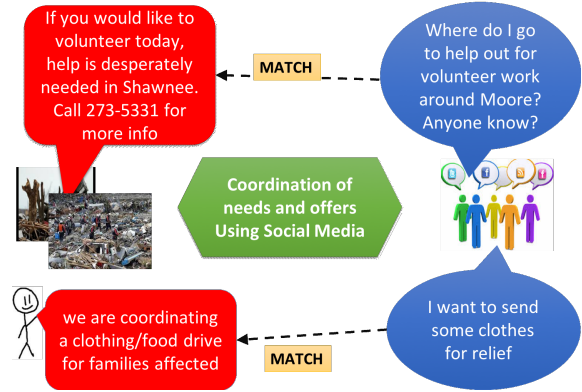 If you would like to
volunteer today,
help is desperately
needed in Shawnee.
Call 273-5331 for
more info
MATCH
Where do I go
to help out for
volunteer work
around Moore?
Anyone know?
Coordination of
needs and offers
Using Social Media
we are coordinating
a clothing/food drive
for families affected
MATCH
I want to send
some clothes
for relief